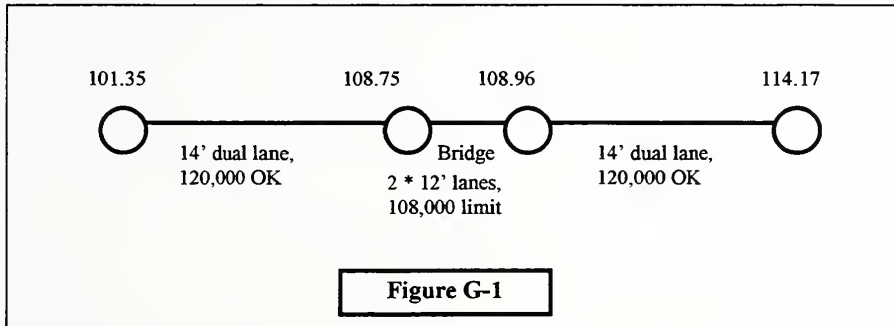 101.35 108.75 108.96 114.17
14' dual lane,
120,000 OK
Bridge
2 * 12' lanes,
108,000 limit
14' dual lane,
120,000 OK
Figure G-1